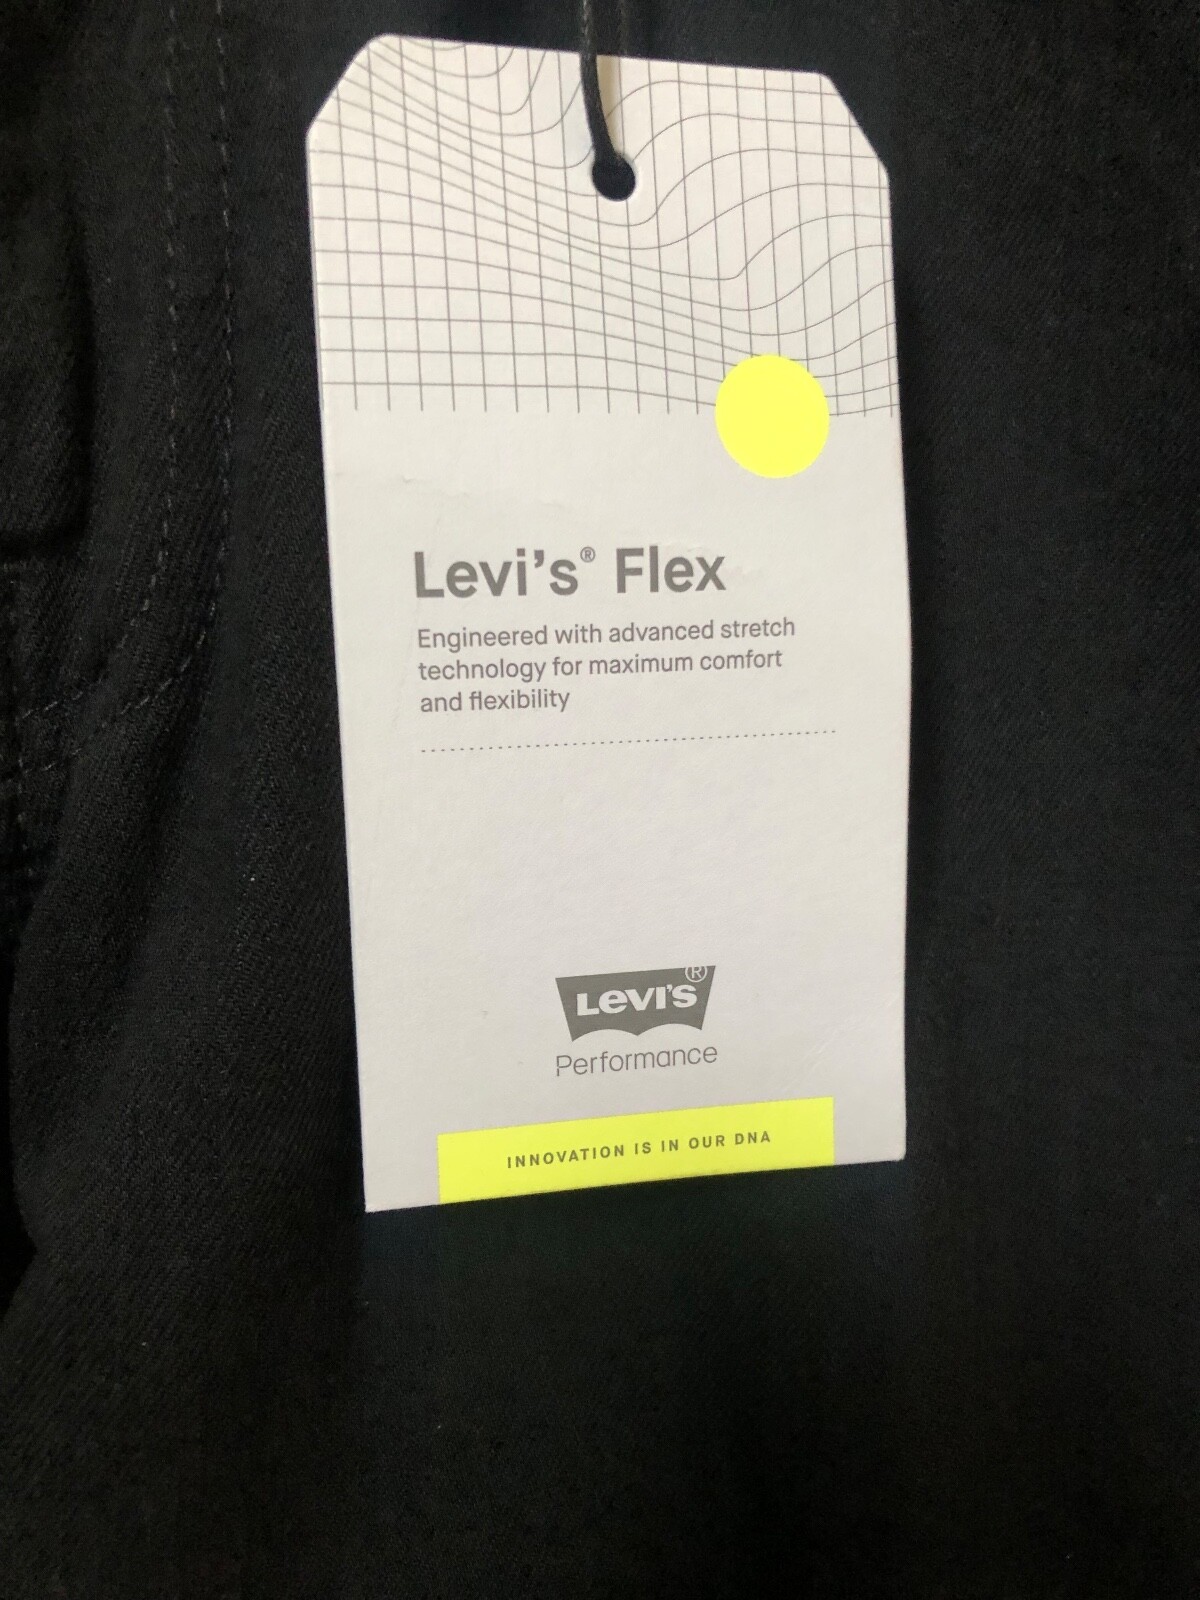 Levi's® Flex
Engineered with advanced stretch
technology for maximum comfort
and flexibility
LEVI'S®
Performance
INNOVATION IS IN OUR DNA